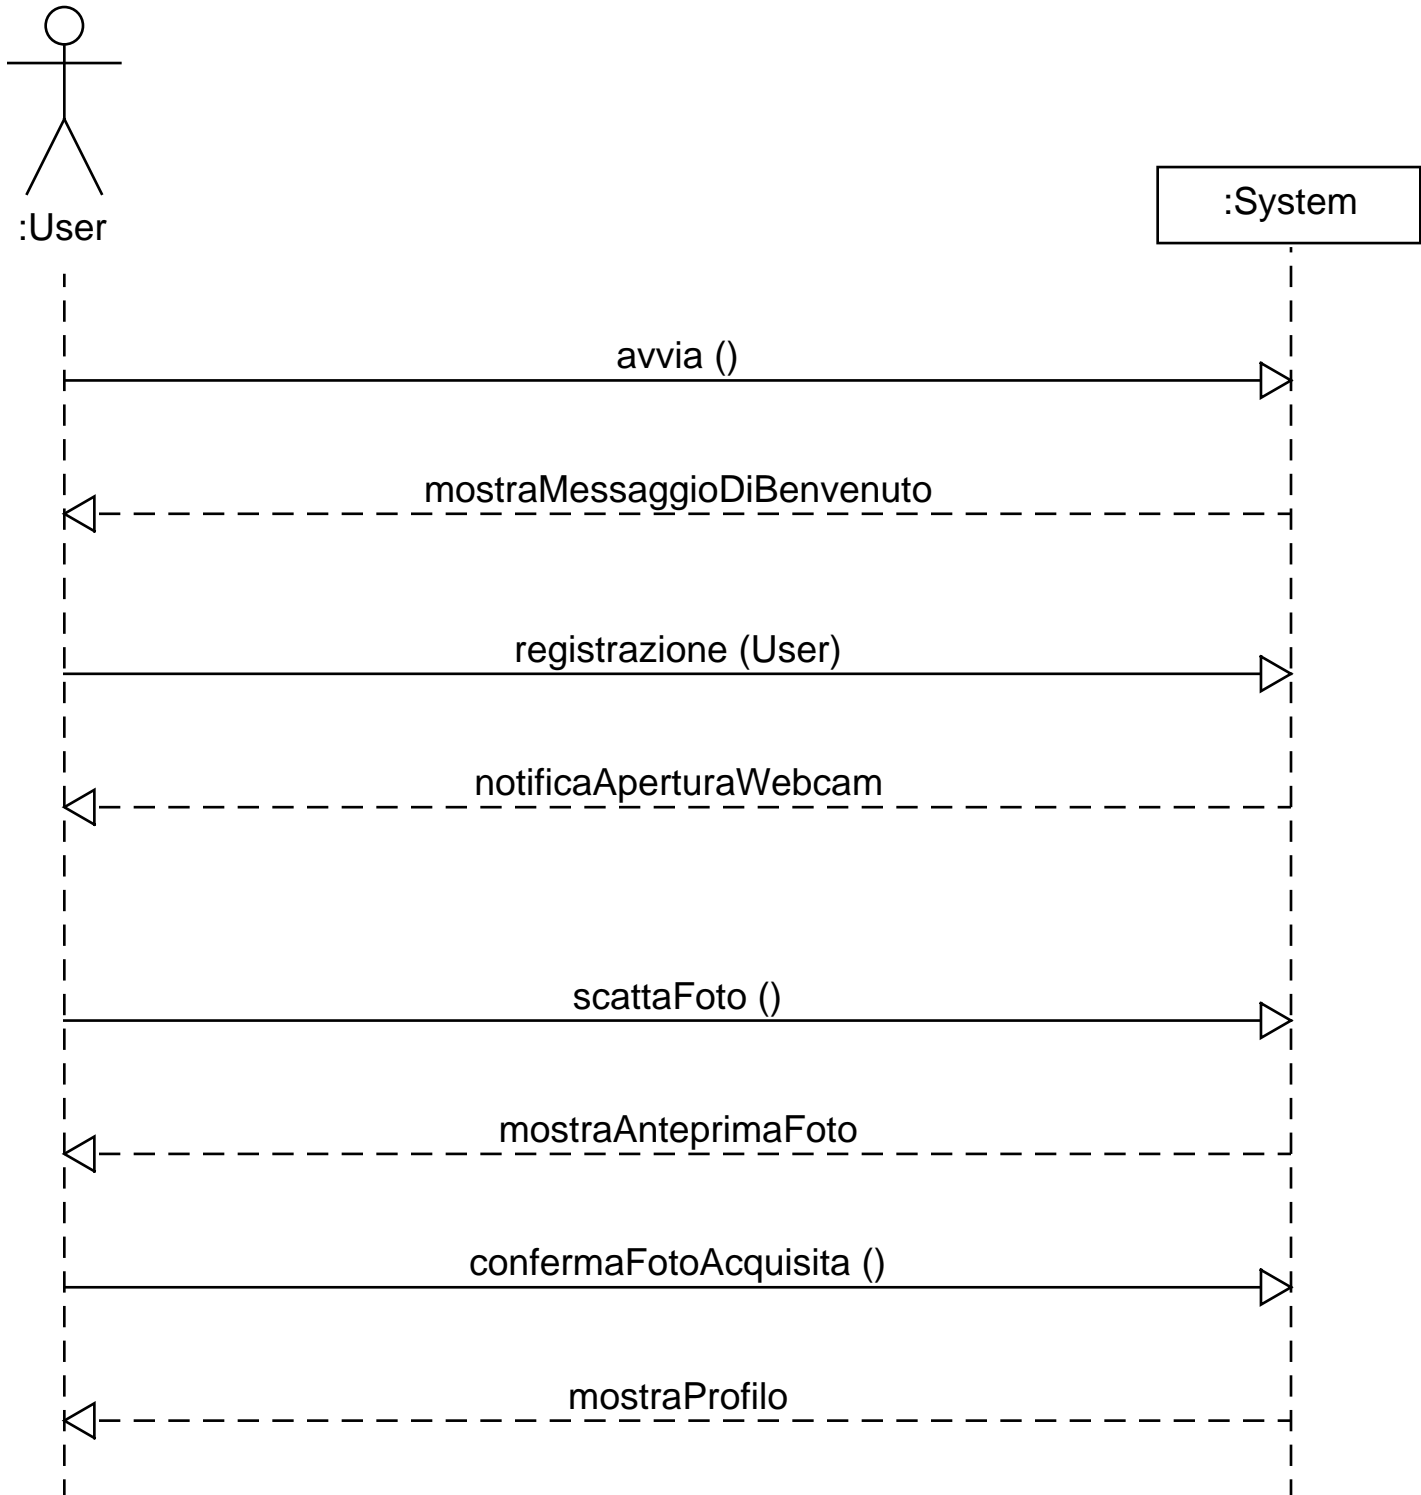 :User
:System
avvia ()
mostraMessaggioDiBenvenuto
registrazione (User)
notificaAperturaWebcam
scattaFoto ()
mostraAnteprimaFoto
confermaFotoAcquisita ()
mostraProfilo